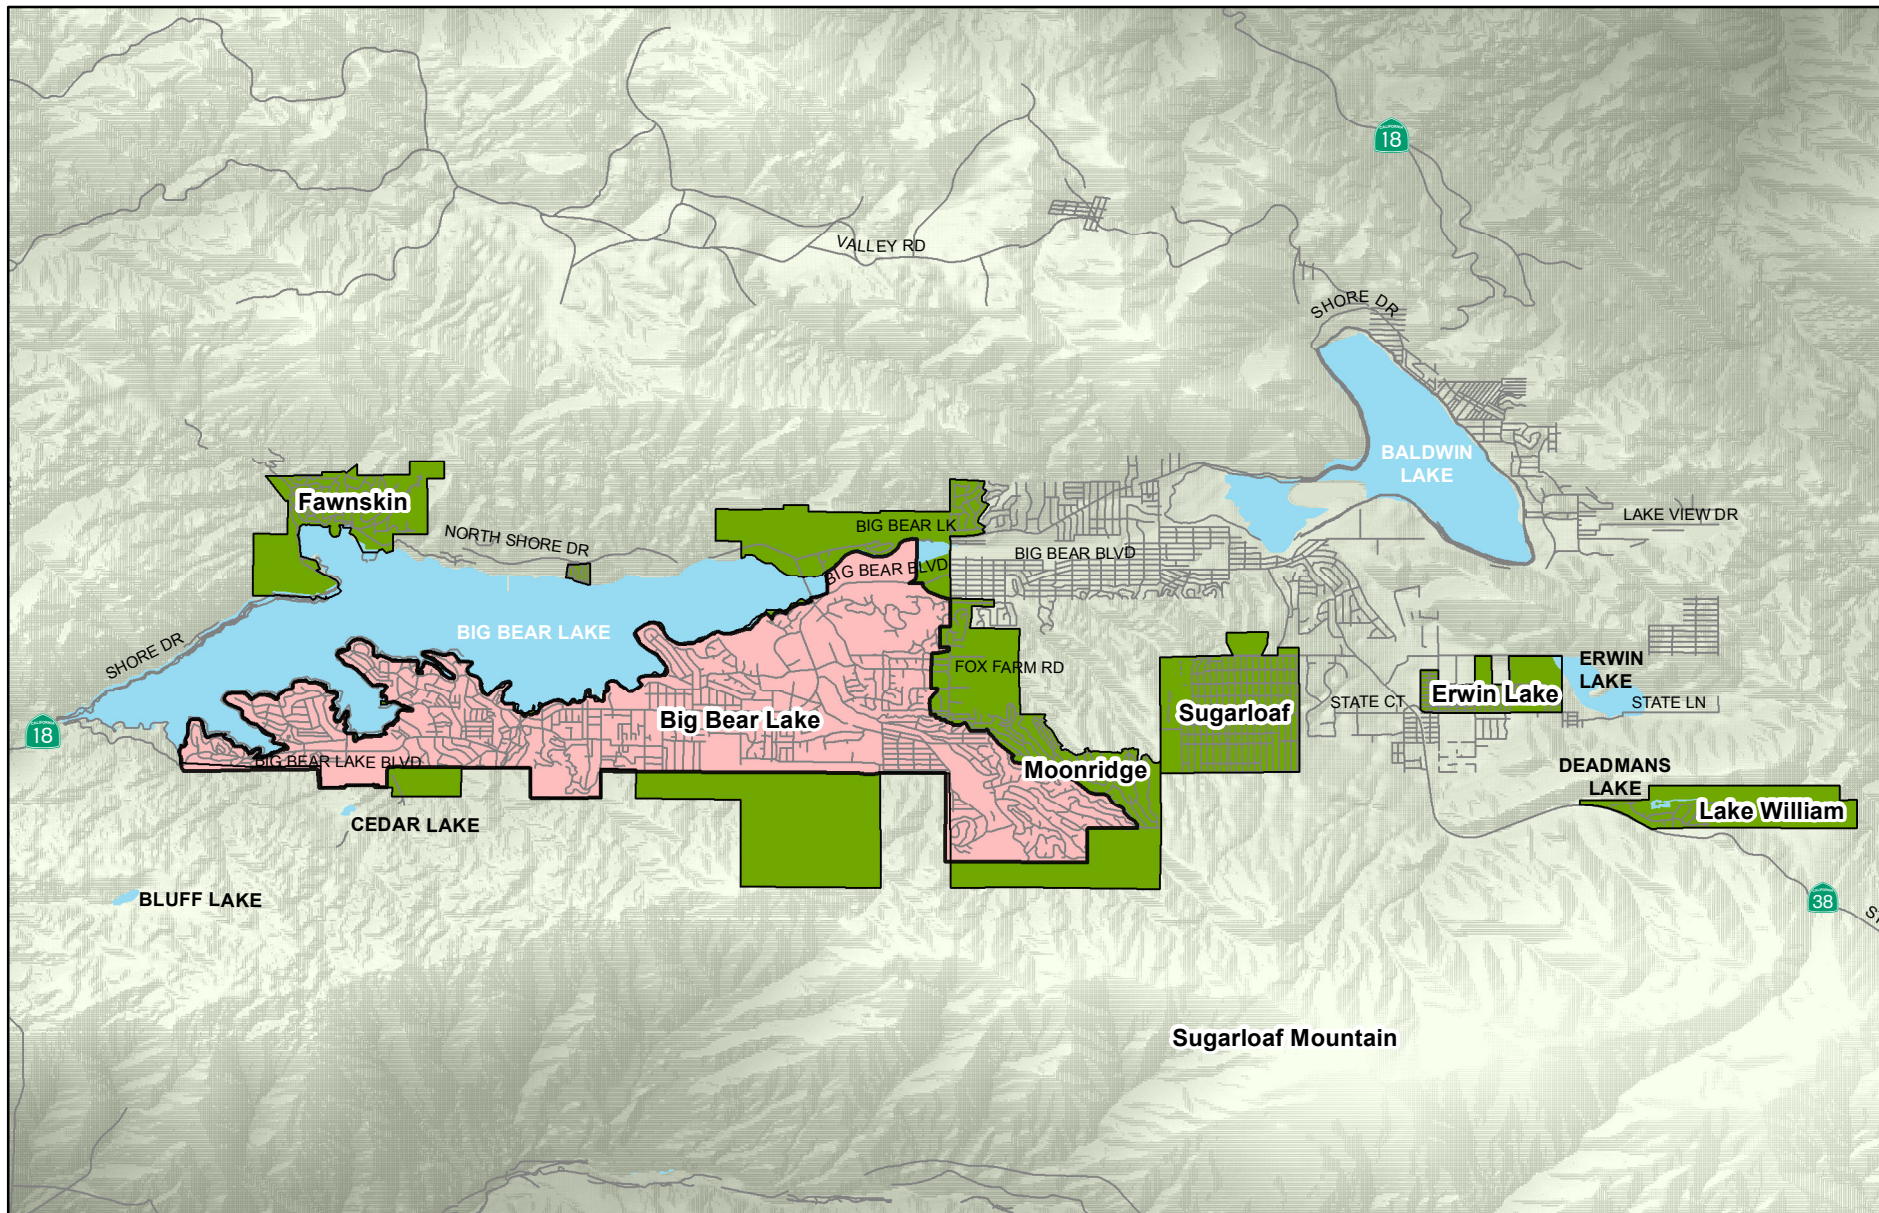 CALIFORNIA
18
VALLEY RD
SHORE DR
BALDWIN
LAKE
Fawnskin
BIG BEAR LK
NORTH SHORE DR
LAKE VIEW DR
BIG BEAR BLVD
BIG BEAR BLVD
BIG BEAR LAKE
SHORE DR
FOX FARM RD
ERWIN
LAKE
Erwin Lake
STATE CT
STATE LN
Sugarloaf
Big Bear Lake
CALIFORNIA
18
BIG BEAR LAKE BLVD
Moonridge
DEADMANS
LAKE
Lake William
CEDAR LAKE
BLUFF LAKE
CALIFORNIA
38
Sugarloaf Mountain